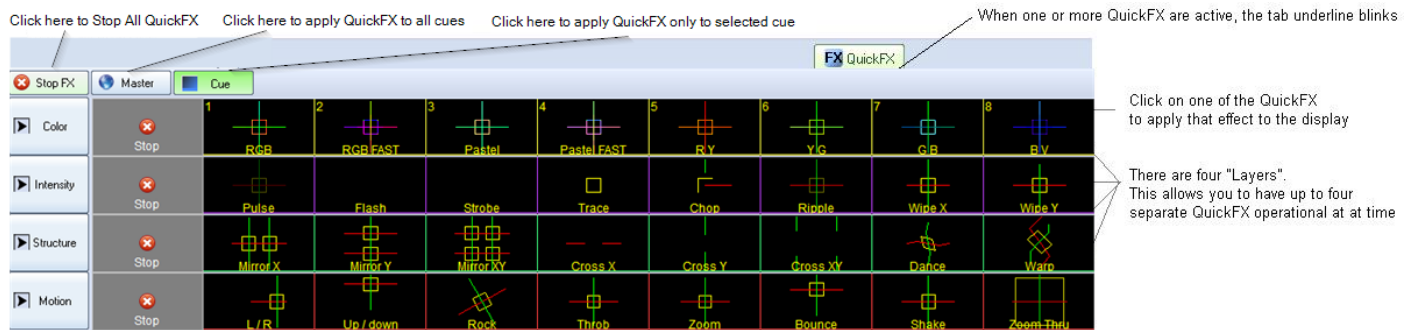 Click here to Stop All QuickFX
Click here to apply QuickFX to all cues
Click here to apply QuickFX only to selected cue
When one or more QuickFX are active, the tab underline blinks
FX QuickFX
Stop FX
Master
Cue
Color
Stop
1 RGB
2 RGB FAST
3 Pastel
4 Pastel FAST
5 R Y
6 Y G
7 G B
8 B V
Click on one of the QuickFX
to apply that effect to the display
Intensity
Stop
Pulse
Flash
Strobe
Trace
Chop
Ripple
Wipe X
Wipe Y
There are four "Layers".
This allows you to have up to four
separate QuickFX operational at at time
Structure
Stop
Mirror X
Mirror Y
Mirror XY
Cross X
Cross Y
Cross XY
Dance
Warp
Motion
Stop
L / R
Up / down
Rock
Throb
Zoom
Bounce
Shake
Zoom Thru